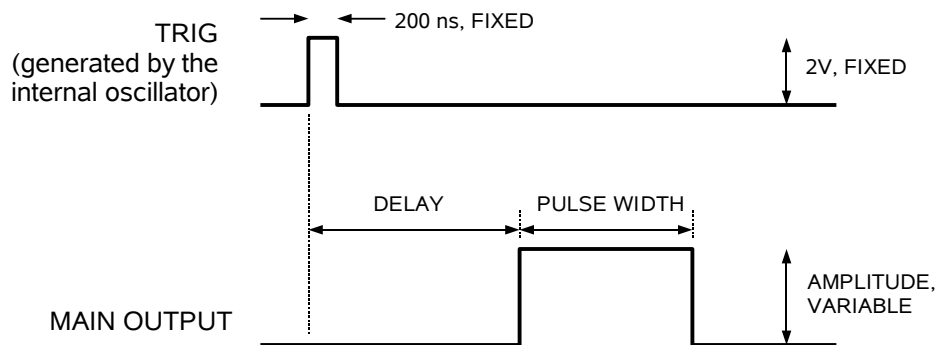 200 ns, FIXED
TRIG
(generated by the
internal oscillator)
2V, FIXED
DELAY
PULSE WIDTH
AMPLITUDE,
VARIABLE
MAIN OUTPUT